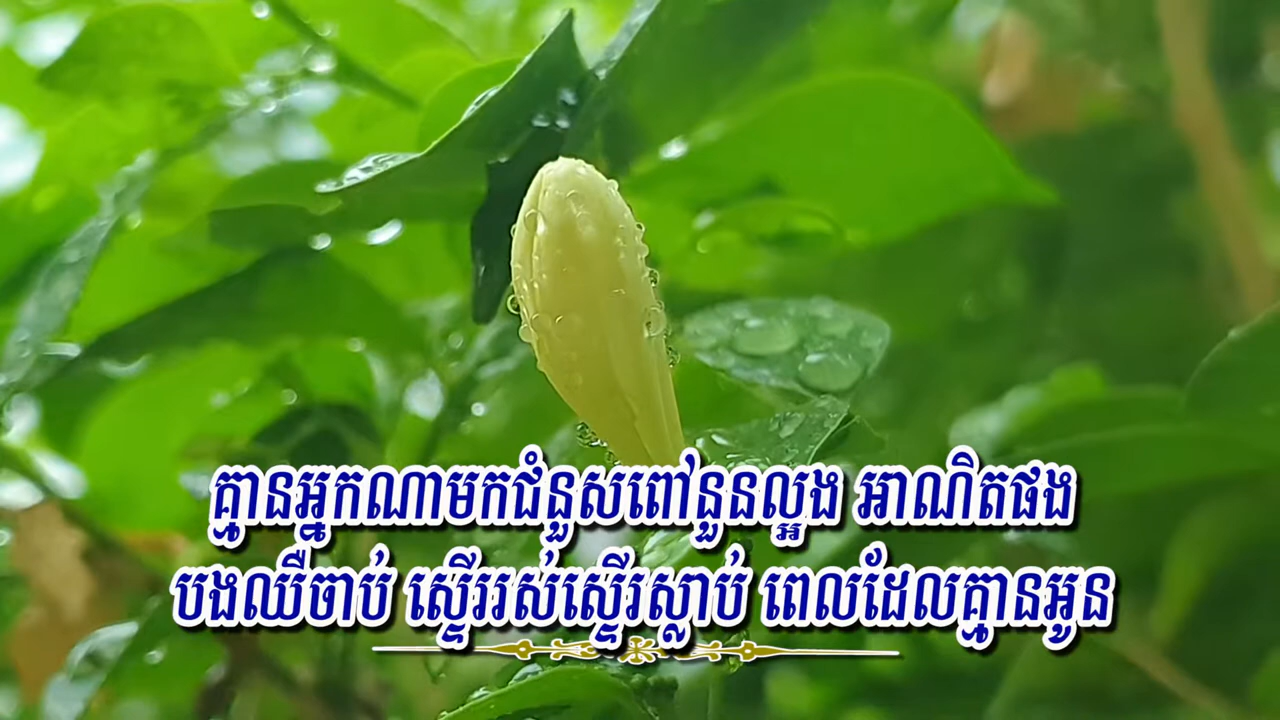 គ្មានអ្នកណាមកជំនួសពៅនួនល្អង អាណិតផង
បងឈឺចាប់ ស្ទើររស់ស្ទើរស្លាប់ ពេលដែលគ្មានអូន